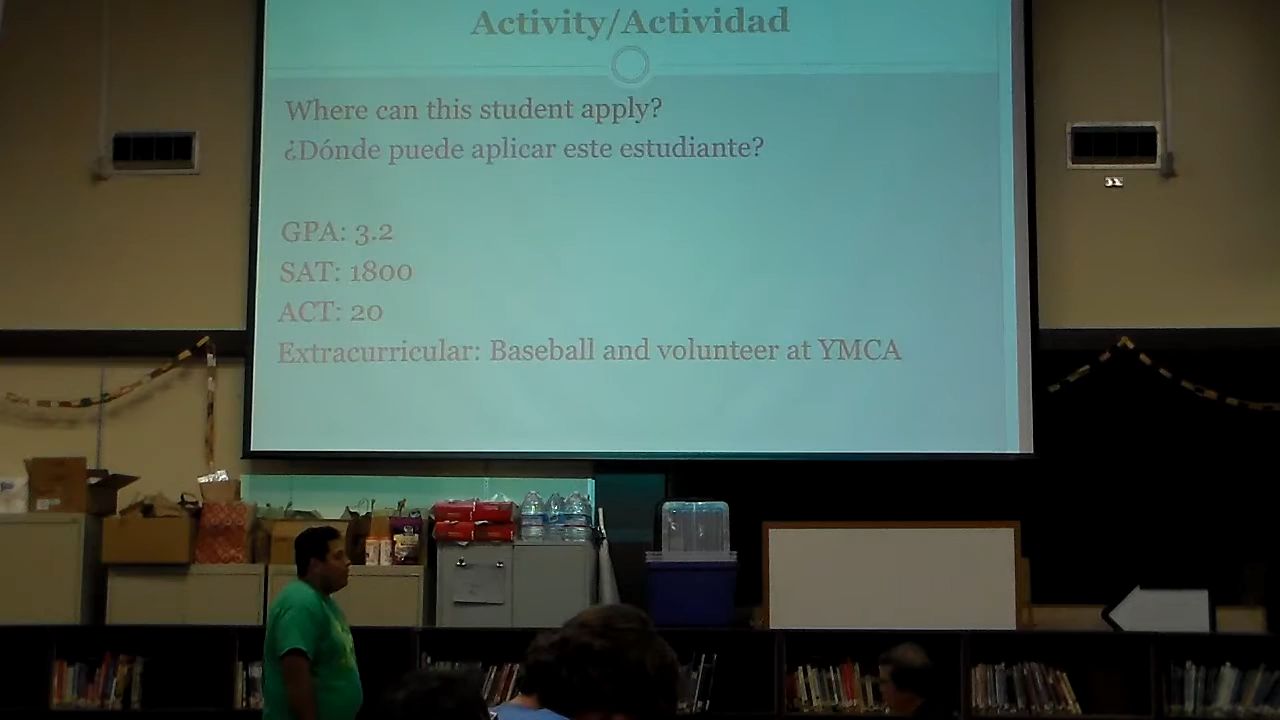 Activity/Actividad
Where can this student apply?
¿Dónde puede aplicar este estudiante?
GPA: 3.2
SAT: 1800
ACT: 20
Extracurricular: Baseball and volunteer at YMCA